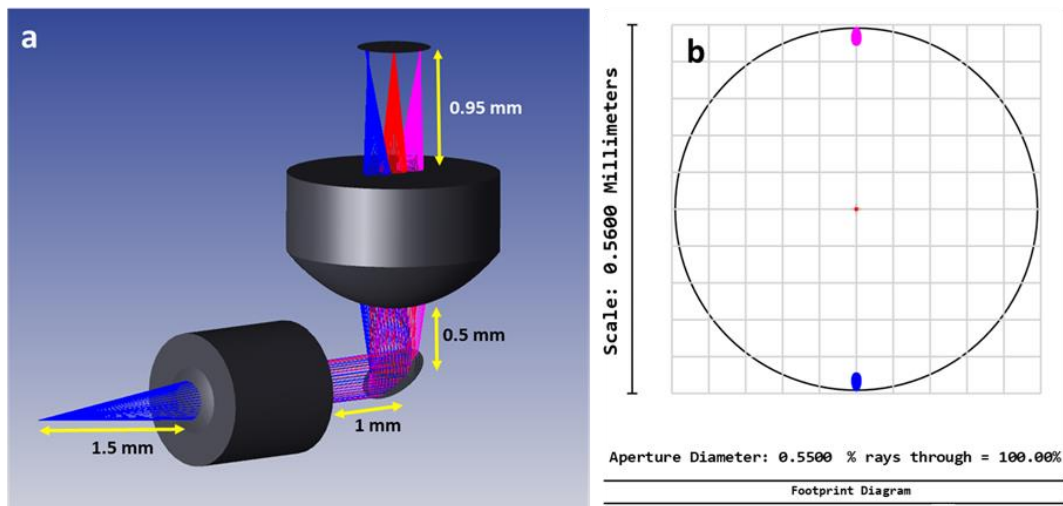 a
0.95 mm
0.5 mm
1 mm
1.5 mm
b
Scale: 0.5600 Millimeters
Aperture Diameter: 0.5500 % rays through = 100.00%
Footprint Diagram